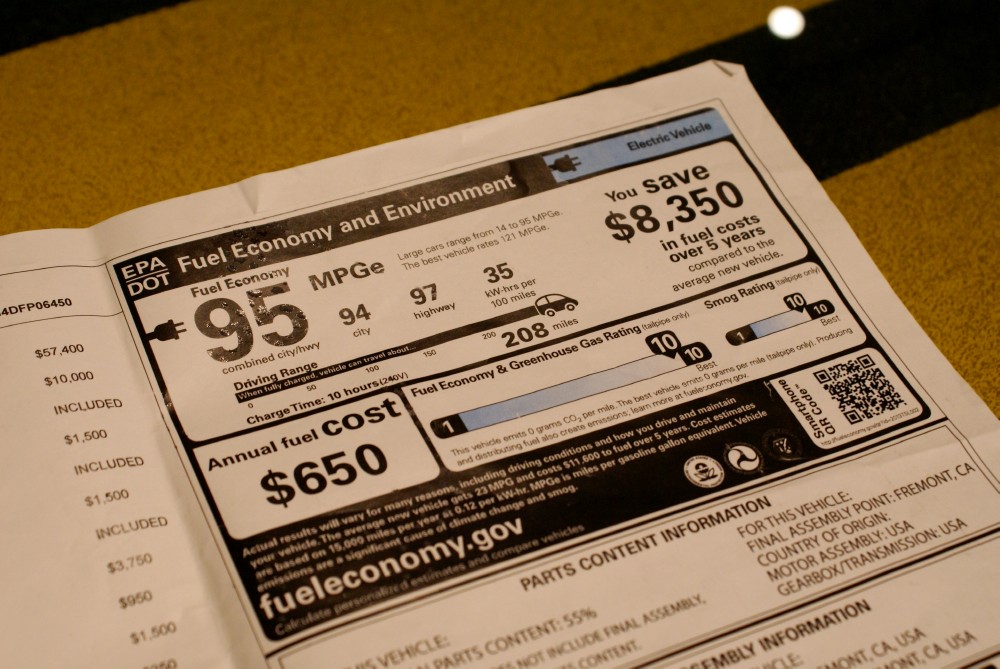 4DFP06450
$57,400
$10,000
INCLUDED
$1,500
INCLUDED
$1,500
INCLUDED
$3,750
$950
$1,500
EPA
DOT
Fuel Economy and Environment
Electric Vehicle
Fuel Economy
95
MPGe
combined city/hwy
94
city
97
highway
35
kW-hrs per
100 miles
Large cars range from 14 to 95 MPGe.
The best vehicle rates 121 MPGe.
You save
$8,350
in fuel costs
over 5 years
compared to the
average new vehicle.
Driving Range
When fully charged, vehicle can travel about...
0 50 100 150 200 208 miles
Charge Time: 10 hours (240V)
Annual fuel cost
$650
Fuel Economy & Greenhouse Gas Rating (tailpipe only)
1 10 10
Best
Smog Rating (tailpipe only)
1 10 10
Best
This vehicle emits 0 grams CO2 per mile. The best vehicle emits 0 grams per mile (tailpipe only). Producing
and distributing fuel also create emissions; learn more at fueleconomy.gov.
Actual results will vary for many reasons, including driving conditions and how you drive and maintain
your vehicle. The average new vehicle gets 23 MPG and costs $11,600 to fuel over 5 years. Cost estimates
are based on 15,000 miles per year at 0.12 per kW-hr. MPGe is miles per gasoline gallon equivalent. Vehicle
emissions are a significant cause of climate change and smog.
fueleconomy.gov
Calculate personalized estimates and compare vehicles
Smartphone
QR Code
PARTS CONTENT INFORMATION
VEHICLE:
PARTS CONTENT: 55%
NOT INCLUDE FINAL ASSEMBLY,
CONTENT.
FOR THIS VEHICLE:
FINAL ASSEMBLY POINT: FREMONT, CA
COUNTRY OF ORIGIN:
MOTOR ASSEMBLY: USA
GEARBOX/TRANSMISSION: USA
SEMBLY INFORMATION
CA, USA
NT, CA, USA